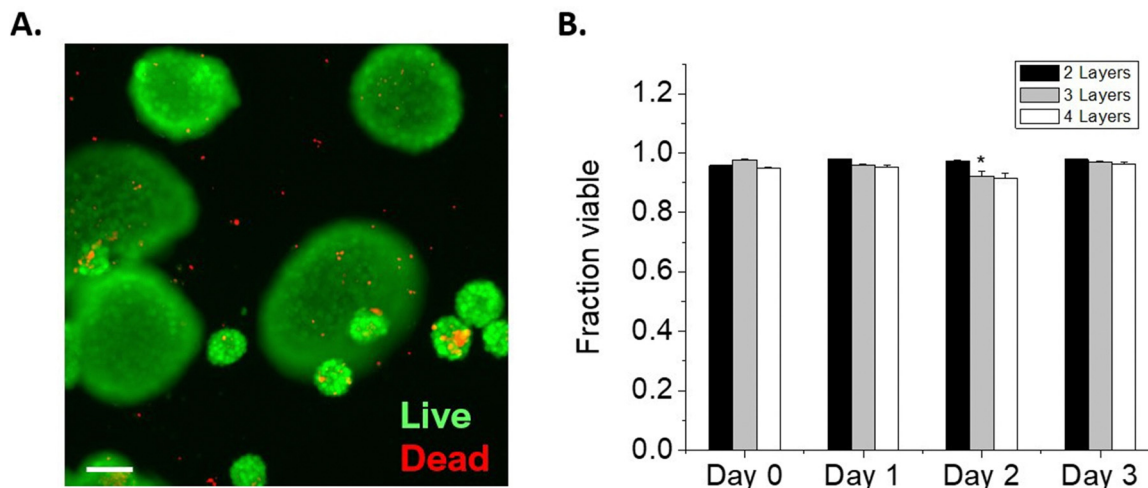 A.
Live
Dead
B.
2 Layers
3 Layers
4 Layers
Fraction viable
1.2
1.0
0.8
0.6
0.4
0.2
0.0
*
Day 0 Day 1 Day 2 Day 3